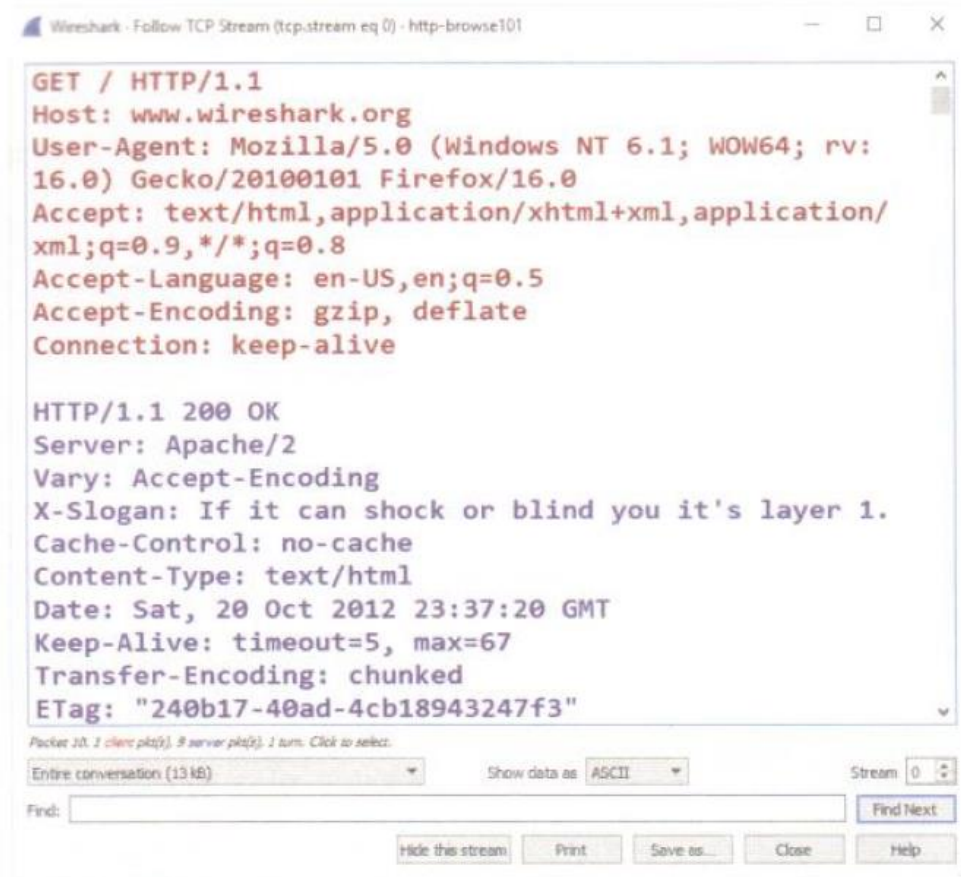 Wireshark - Follow TCP Stream (tcp.stream eq 0) - http-browse101
GET / HTTP/1.1
Host: www.wireshark.org
User-Agent: Mozilla/5.0 (Windows NT 6.1; WOW64; rv:
16.0) Gecko/20100101 Firefox/16.0
Accept: text/html,application/xhtml+xml,application/
xml;q=0.9,*/*;q=0.8
Accept-Language: en-US,en;q=0.5
Accept-Encoding: gzip, deflate
Connection: keep-alive
HTTP/1.1 200 OK
Server: Apache/2
Vary: Accept-Encoding
X-Slogan: If it can shock or blind you it's layer 1.
Cache-Control: no-cache
Content-Type: text/html
Date: Sat, 20 Oct 2012 23:37:20 GMT
Keep-Alive: timeout=5, max=67
Transfer-Encoding: chunked
ETag: "240b17-40ad-4cb18943247f3"
Packet 10. 1 client pkt(s), 9 server pkt(s), 1 turn. Click to select.
Entire conversation (13 kB) Show data as ASCII Stream 0
Find: Find Next
Hide this stream Print Save as... Close Help